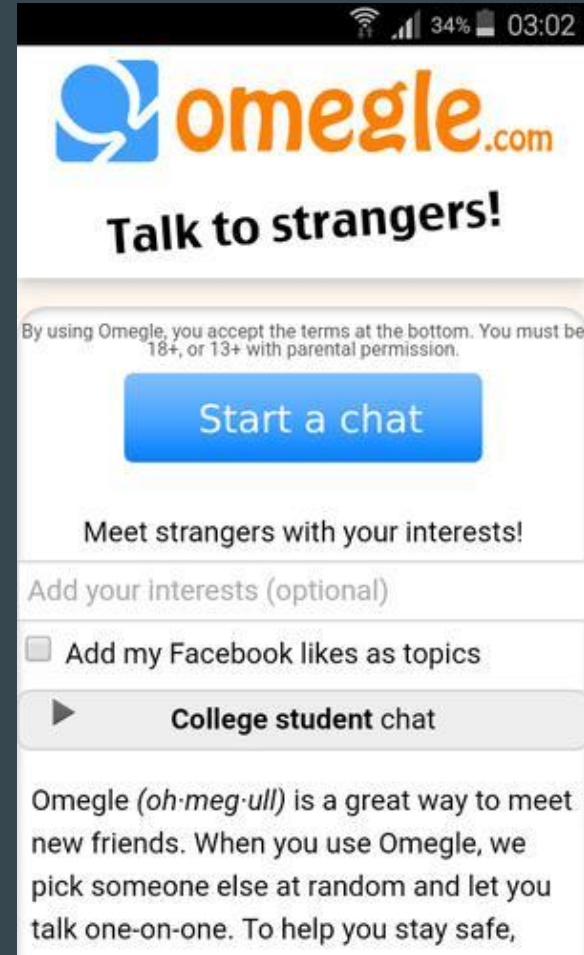 34% 03:02
omegle.com
Talk to strangers!
By using Omegle, you accept the terms at the bottom. You must be
18+, or 13+ with parental permission.
Start a chat
Meet strangers with your interests!
Add your interests (optional)
Add my Facebook likes as topics
College student chat
Omegle (oh·meg·ull) is a great way to meet
new friends. When you use Omegle, we
pick someone else at random and let you
talk one-on-one. To help you stay safe,